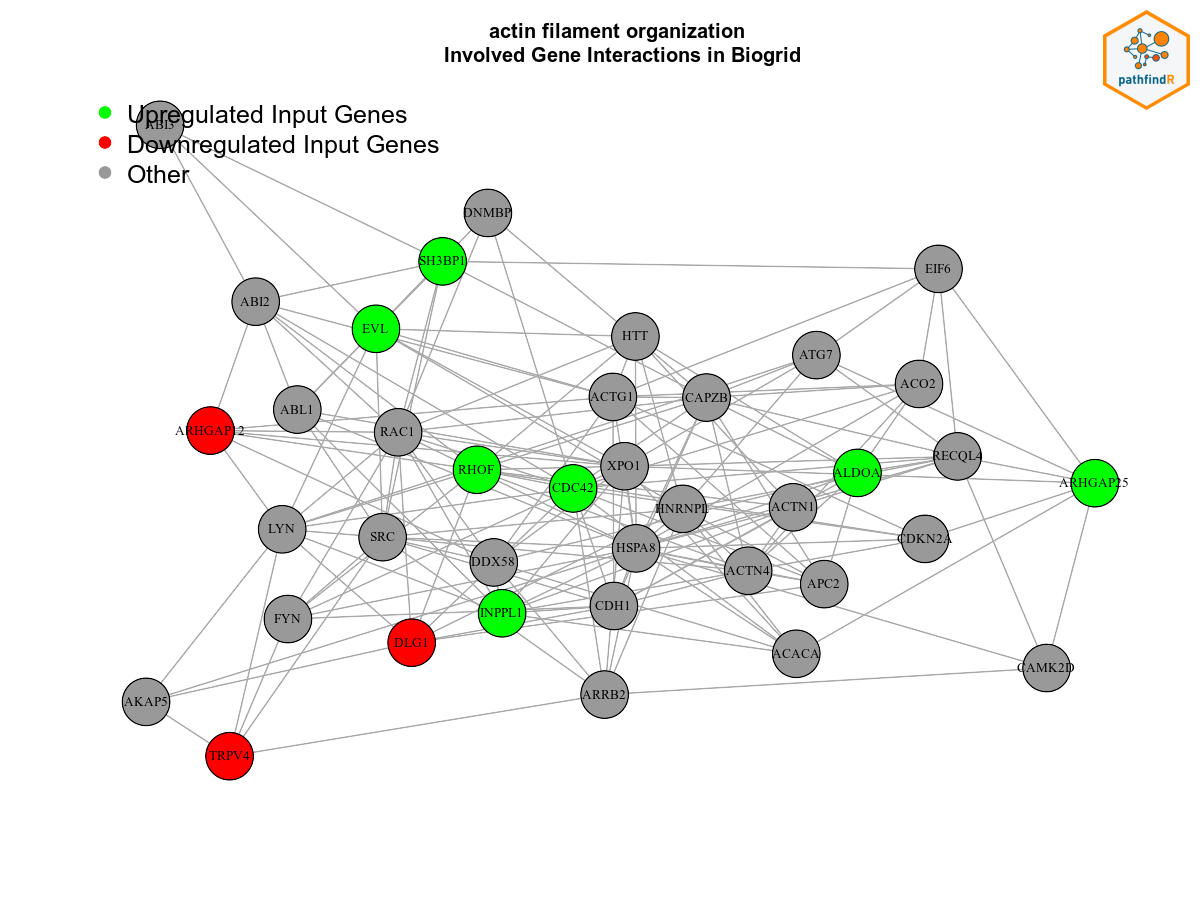 actin filament organization
Involved Gene Interactions in Biogrid
pathfindR
Upregulated Input Genes
ABI3
Downregulated Input Genes
Other
DNMBP
SH3BP1
EIF6
ABI2
EVL
HTT
ATG7
ACO2
ACTG1
CAPZB
ABL1
ARHGAP12
RAC1
RECQL4
XPO1
RHOF
ALDOA
ARHGAP25
CDC42
HNRNPL
ACTN1
LYN
SRC
CDKN2A
HSPA8
DDX58
ACTN4
APC2
CDH1
INPPL1
FYN
DLG1
ACACA
CAMK2D
ARRB2
AKAP5
TRPV4